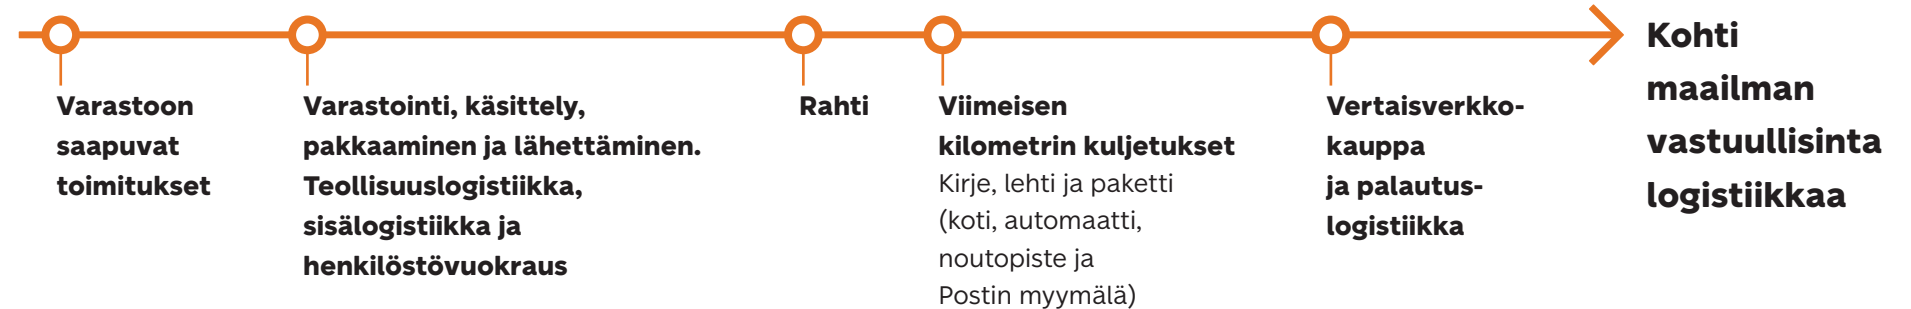 Varastoon
saapuvat
toimitukset
Varastointi, käsittely,
pakkaaminen ja lähettäminen.
Teollisuuslogistiikka,
sisälogistiikka ja
henkilöstövuokraus
Rahti
Viimeisen
kilometrin kuljetukset
Kirje, lehti ja paketti
(koti, automaatti,
noutopiste ja
Postin myymälä)
Vertaisverkko-
kauppa
ja palautus-
logistiikka
Kohti
maailman
vastuullisinta
logistiikkaa